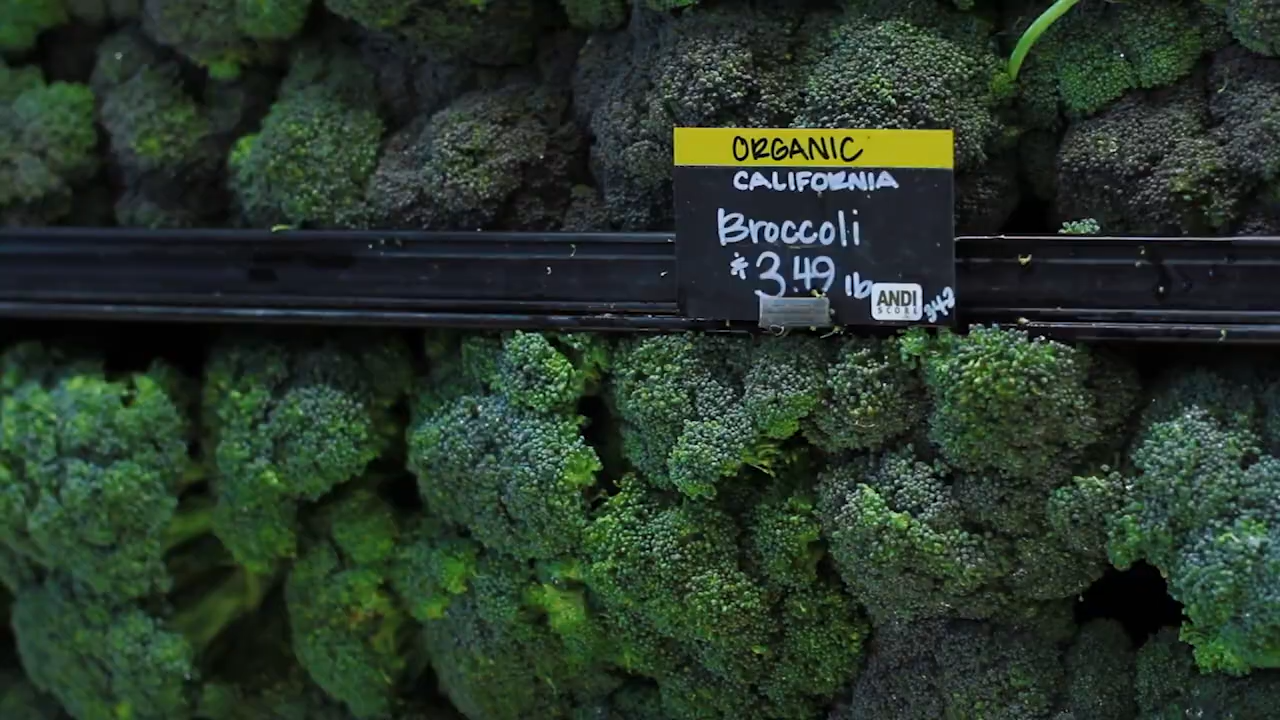 ORGANIC
CALIFORNIA
Broccoli
$3.49 lb
ANDI
SCORE
342